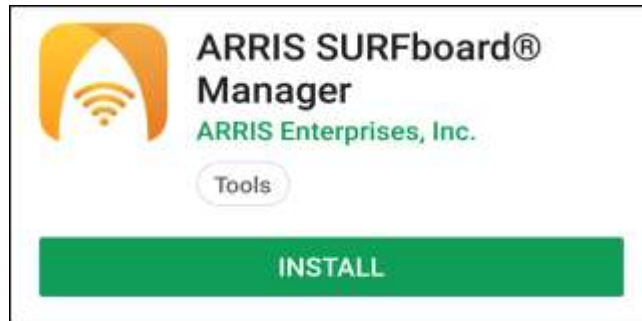 ARRIS SURFboard®
Manager
ARRIS Enterprises, Inc.
Tools
INSTALL